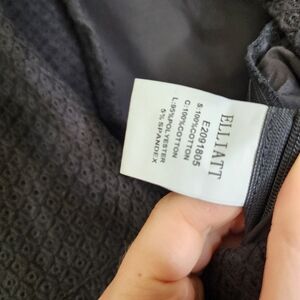 ELLIATT
E2091805
S:100%COTTON
C:100%COTTON
L:95%POLYESTER
5%SPANDEX